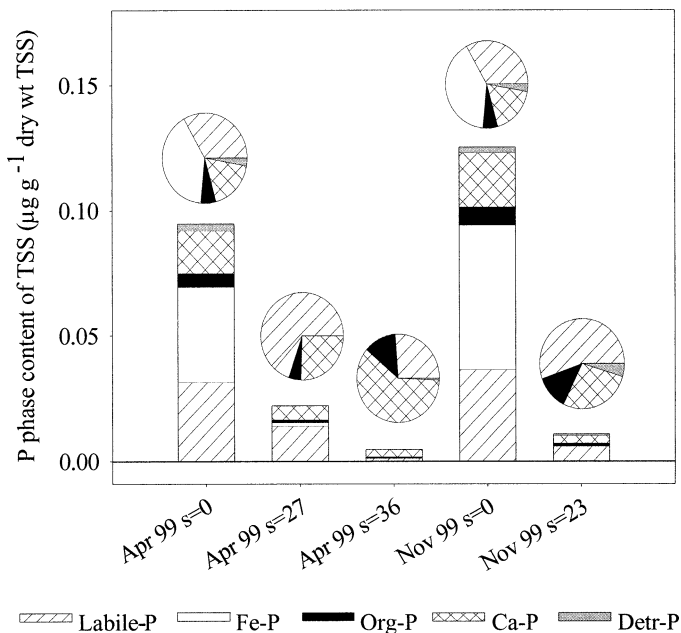 P phase content of TSS (µg g -1 dry wt TSS)
0.15
0.10
0.05
0.00
Apr 99 s=0
Apr 99 s=27
Apr 99 s=36
Nov 99 s=0
Nov 99 s=23
Labile-P Fe-P Org-P Ca-P Detr-P